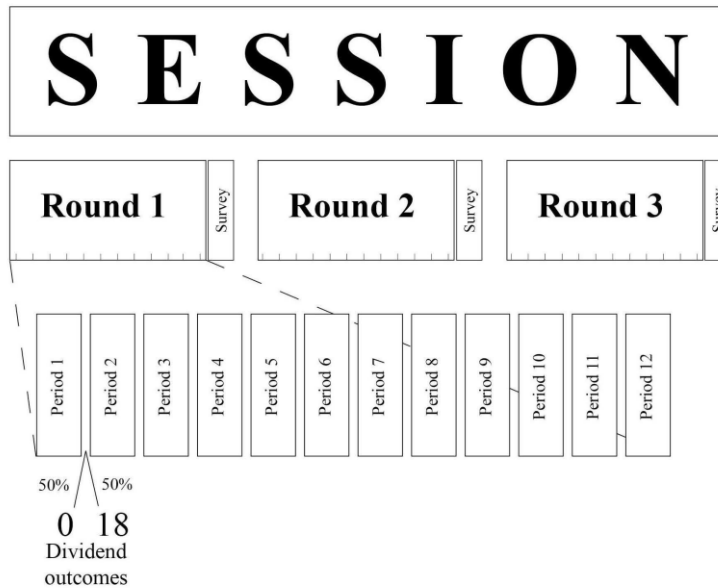 SESSION
Round 1
Survey
Round 2
Survey
Round 3
Survey
Period 1
Period 2
Period 3
Period 4
Period 5
Period 6
Period 7
Period 8
Period 9
Period 10
Period 11
Period 12
50% 50%
0 18
Dividend
outcomes